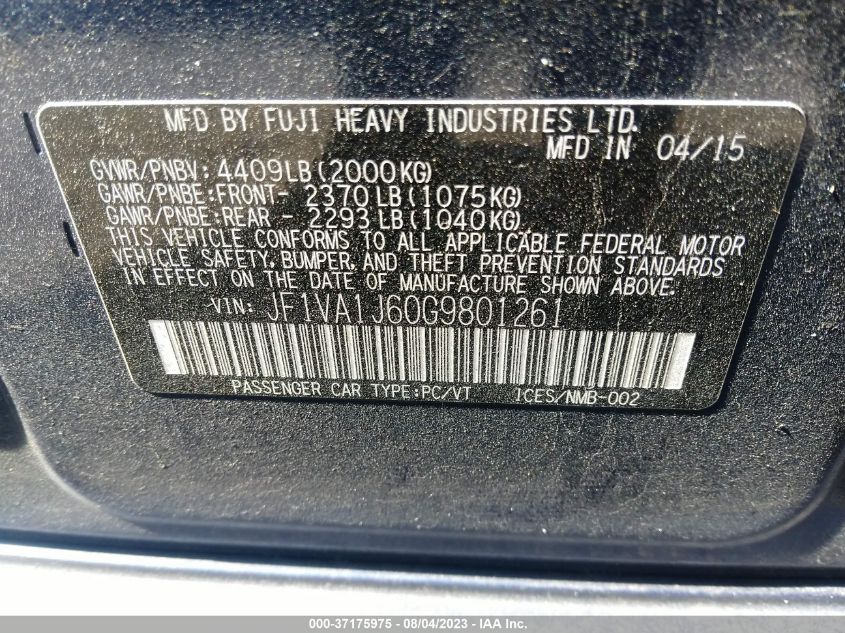 MFD BY FUJI HEAVY INDUSTRIES LTD.
MFD IN 04/15
GVWR/PNBV: 4409LB(2000KG)
GAWR/PNBE:FRONT- 2370LB(1075KG)
GAWR/PNBE:REAR - 2293LB(1040KG)
THIS VEHICLE CONFORMS TO ALL APPLICABLE FEDERAL MOTOR
VEHICLE SAFETY, BUMPER, AND THEFT PREVENTION STANDARDS
IN EFFECT ON THE DATE OF MANUFACTURE SHOWN ABOVE.
VIN: JF1VA1J60G9801261
PASSENGER CAR TYPE:PC/VT ICES/NMB-002
000-37175975 - 08/04/2023 - IAA Inc.